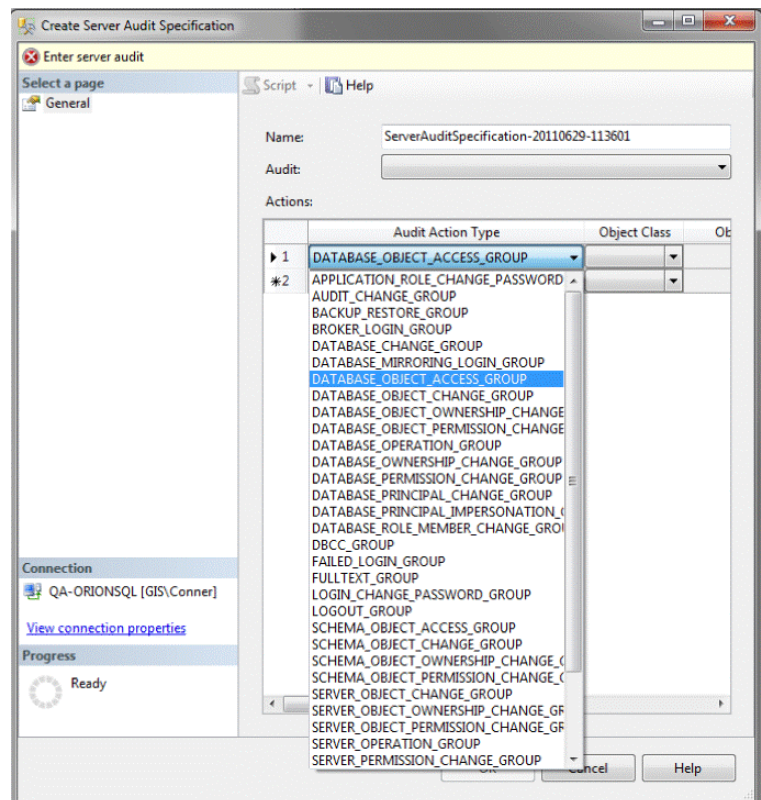 Create Server Audit Specification
Enter server audit
Select a page
General
Script
Help
Name:
ServerAuditSpecification-20110629-113601
Audit:
Actions:
Audit Action Type
Object Class
Ob
1
DATABASE_OBJECT_ACCESS_GROUP
2
APPLICATION_ROLE_CHANGE_PASSWORD
AUDIT_CHANGE_GROUP
BACKUP_RESTORE_GROUP
BROKER_LOGIN_GROUP
DATABASE_CHANGE_GROUP
DATABASE_MIRRORING_LOGIN_GROUP
DATABASE_OBJECT_ACCESS_GROUP
DATABASE_OBJECT_CHANGE_GROUP
DATABASE_OBJECT_OWNERSHIP_CHANGE
DATABASE_OBJECT_PERMISSION_CHANGE
DATABASE_OPERATION_GROUP
DATABASE_OWNERSHIP_CHANGE_GROUP
DATABASE_PERMISSION_CHANGE_GROUP
DATABASE_PRINCIPAL_CHANGE_GROUP
DATABASE_PRINCIPAL_IMPERSONATION_
DATABASE_ROLE_MEMBER_CHANGE_GRO
DBCC_GROUP
FAILED_LOGIN_GROUP
FULLTEXT_GROUP
LOGIN_CHANGE_PASSWORD_GROUP
LOGOUT_GROUP
SCHEMA_OBJECT_ACCESS_GROUP
SCHEMA_OBJECT_CHANGE_GROUP
SCHEMA_OBJECT_OWNERSHIP_CHANGE_
SCHEMA_OBJECT_PERMISSION_CHANGE_
SERVER_OBJECT_CHANGE_GROUP
SERVER_OBJECT_OWNERSHIP_CHANGE_GR
SERVER_OBJECT_PERMISSION_CHANGE_GR
SERVER_OPERATION_GROUP
SERVER_PERMISSION_CHANGE_GROUP
Connection
QA-ORIONSQL [GIS\Conner]
View connection properties
Progress
Ready
Help